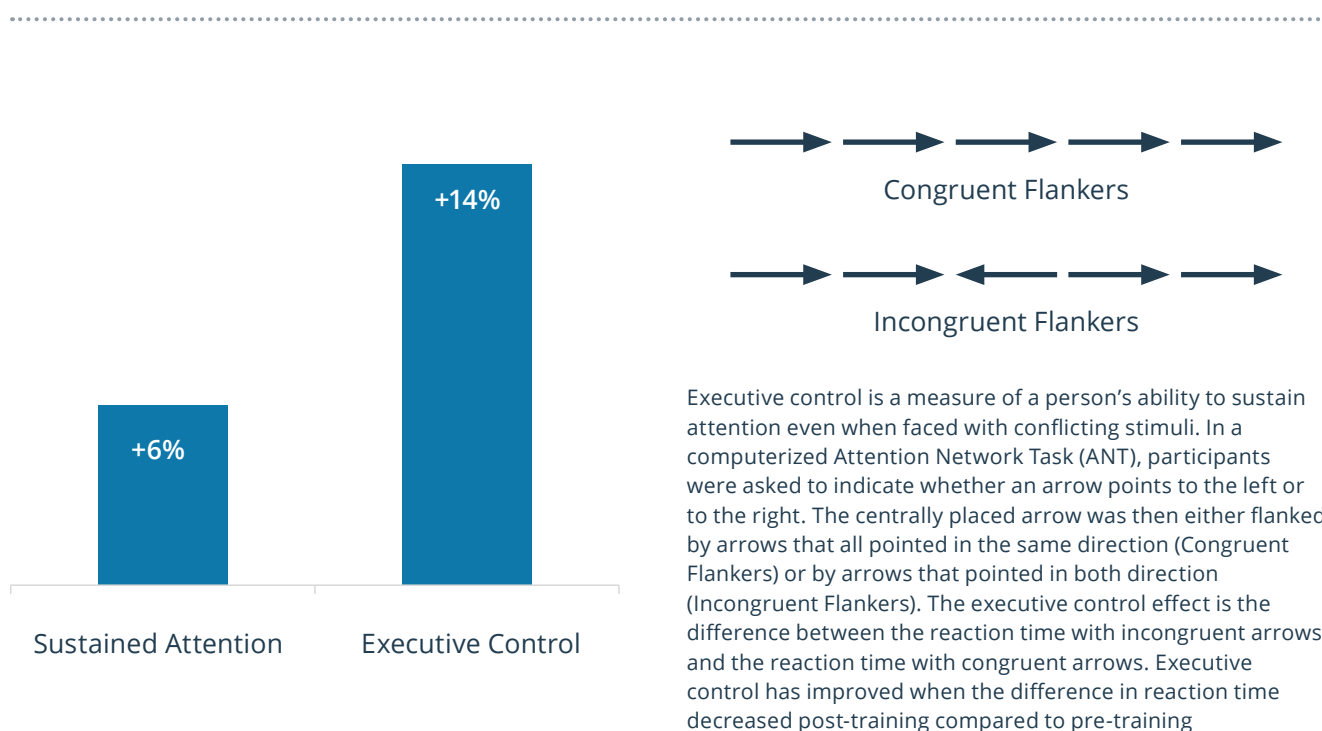 +14%
+6%
Sustained Attention
Executive Control
Congruent Flankers
Incongruent Flankers
Executive control is a measure of a person’s ability to sustain
attention even when faced with conflicting stimuli. In a
computerized Attention Network Task (ANT), participants
were asked to indicate whether an arrow points to the left or
to the right. The centrally placed arrow was then either flanked
by arrows that all pointed in the same direction (Congruent
Flankers) or by arrows that pointed in both direction
(Incongruent Flankers). The executive control effect is the
difference between the reaction time with incongruent arrows
and the reaction time with congruent arrows. Executive
control has improved when the difference in reaction time
decreased post-training compared to pre-training